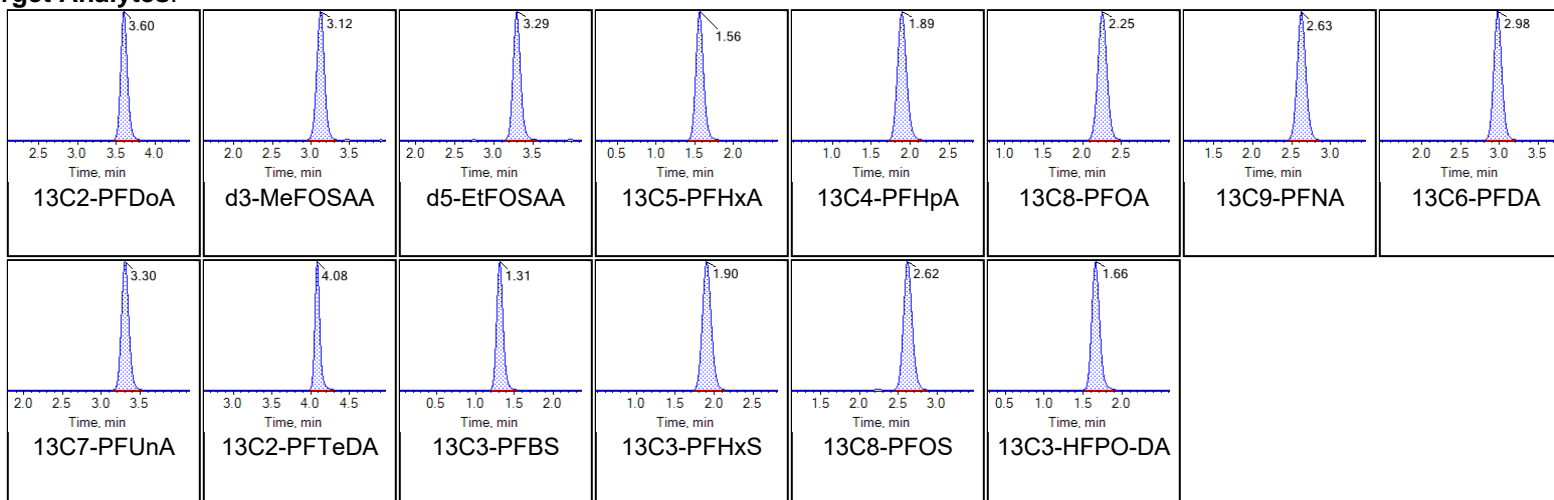 rget Analytes:
3.60
2.5 3.0 3.5 4.0
Time, min
13C2-PFDoA
3.12
2.0 2.5 3.0 3.5
Time, min
d3-MeFOSAA
3.29
2.0 2.5 3.0 3.5
Time, min
d5-EtFOSAA
1.56
0.5 1.0 1.5 2.0
Time, min
13C5-PFHxA
1.89
1.0 1.5 2.0 2.5
Time, min
13C4-PFHpA
2.25
1.0 1.5 2.0 2.5
Time, min
13C8-PFOA
2.63
1.5 2.0 2.5 3.0
Time, min
13C9-PFNA
2.98
2.0 2.5 3.0 3.5
Time, min
13C6-PFDA
3.30
2.0 2.5 3.0 3.5
Time, min
13C7-PFUnA
4.08
3.0 3.5 4.0 4.5
Time, min
13C2-PFTeDA
1.31
0.5 1.0 1.5 2.0
Time, min
13C3-PFBS
1.90
1.0 1.5 2.0 2.5
Time, min
13C3-PFHxS
2.62
1.5 2.0 2.5 3.0
Time, min
13C8-PFOS
1.66
0.5 1.0 1.5 2.0
Time, min
13C3-HFPO-DA